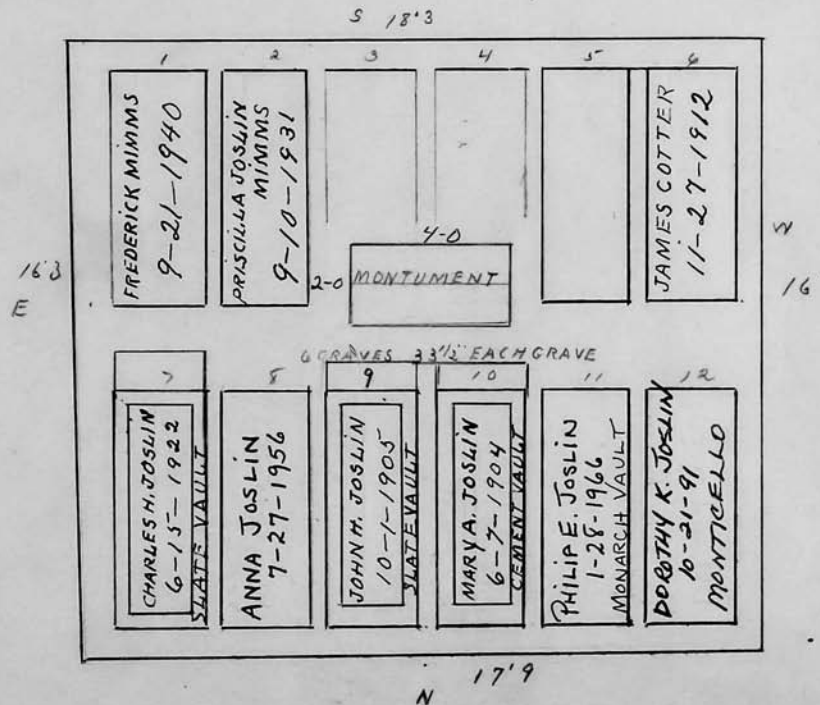 S 18'3
1 2 3 4 5 6
FREDERICK MIMMS
9-21-1940
PRISCILLA JOSLIN
MIMMS
9-10-1931
JAMES COTTER
11-27-1912
16'3
E
W
16
4-0
2-0
MONTUMENT
6 GRAVES 33 1/2" EACH GRAVE
7 8 9 10 11 12
CHARLES H. JOSLIN
6-15-1922
SLATE VAULT
ANNA JOSLIN
7-27-1956
JOHN H. JOSLIN
10-1-1905
SLATE VAULT
MARY A. JOSLIN
6-7-1904
CEMENT VAULT
PHILIP E. JOSLIN
1-28-1966
MONARCH VAULT
DOROTHY K. JOSLIN
10-21-91
MONTICELLO
17'9
N